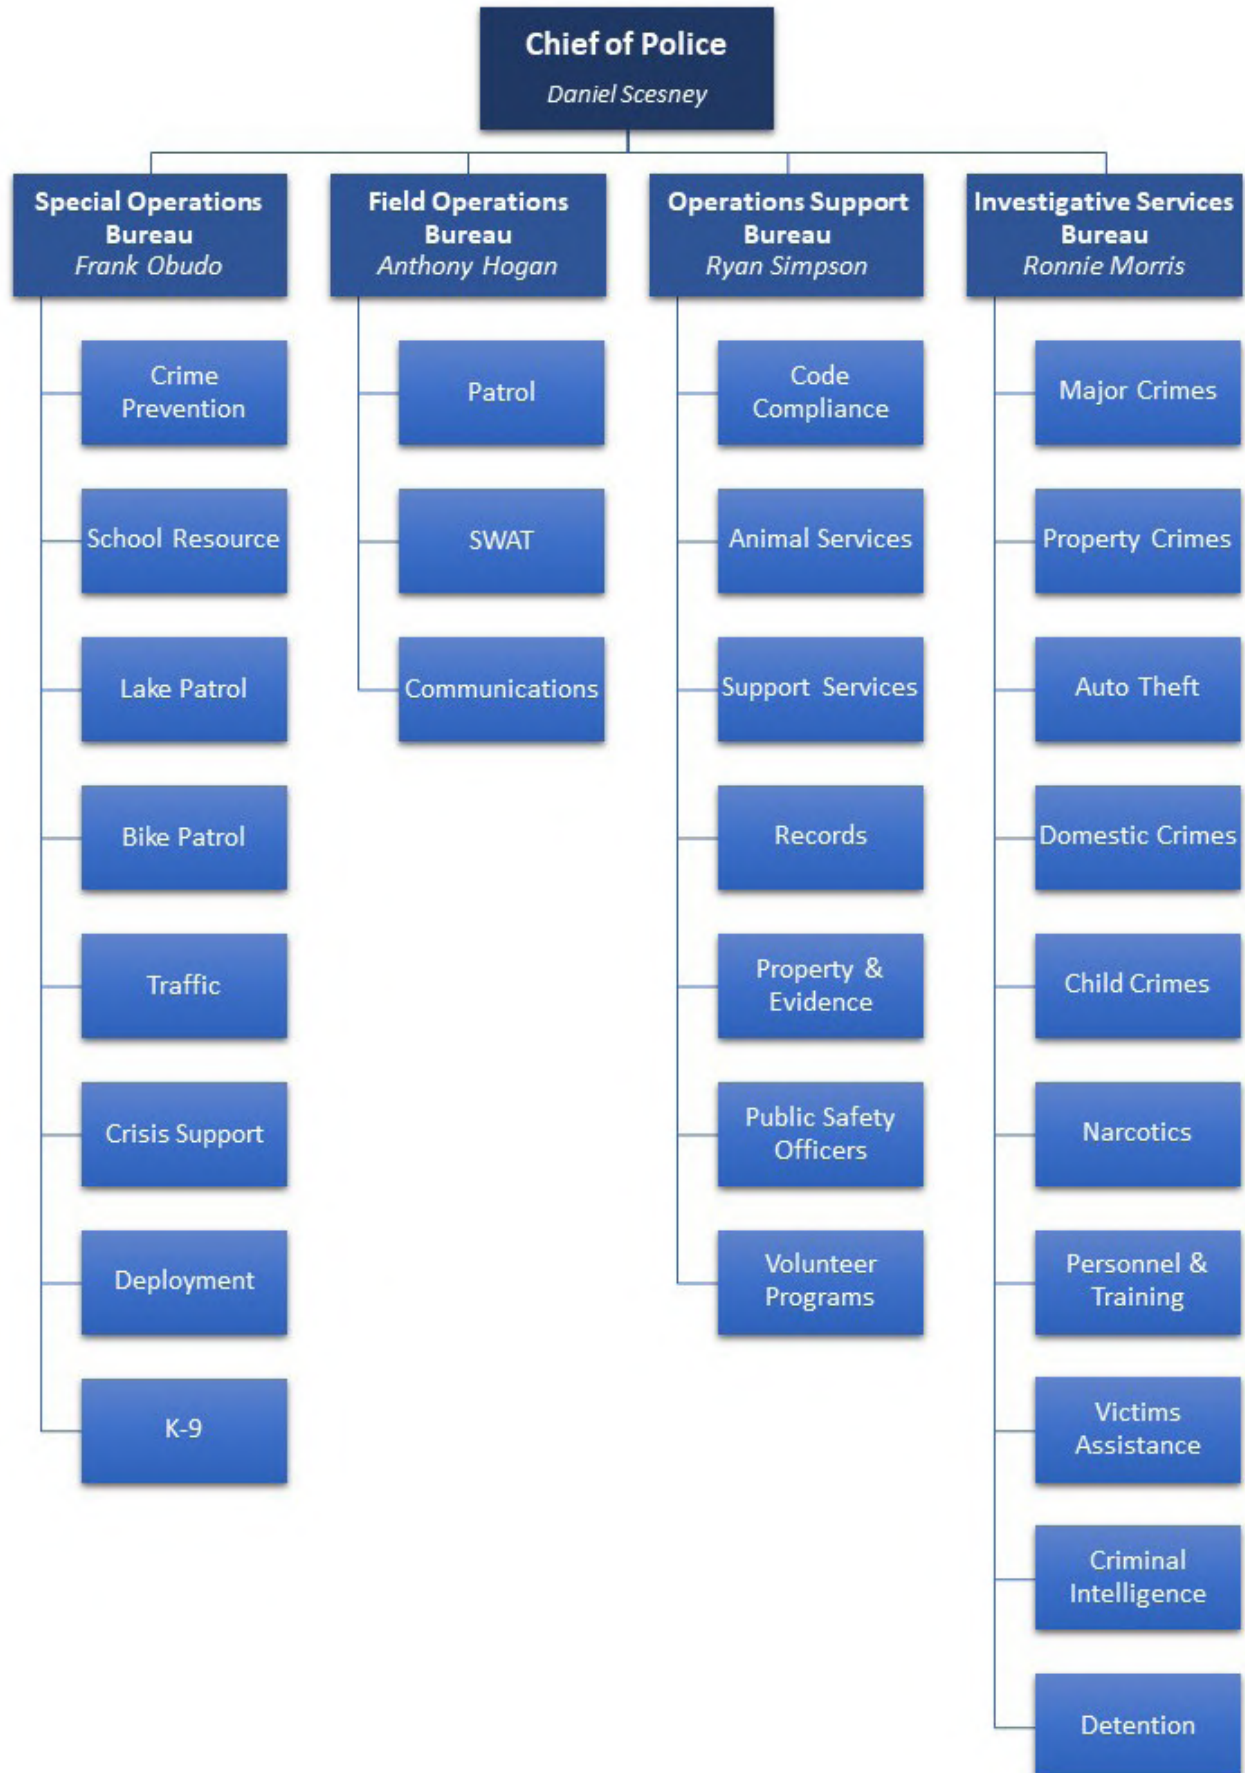 Chief of Police
Daniel Scesney
Special Operations
Bureau
Frank Obudo
Crime
Prevention
School Resource
Lake Patrol
Bike Patrol
Traffic
Crisis Support
Deployment
K-9
Field Operations
Bureau
Anthony Hogan
Patrol
SWAT
Communications
Operations Support
Bureau
Ryan Simpson
Code
Compliance
Animal Services
Support Services
Records
Property &
Evidence
Public Safety
Officers
Volunteer
Programs
Investigative Services
Bureau
Ronnie Morris
Major Crimes
Property Crimes
Auto Theft
Domestic Crimes
Child Crimes
Narcotics
Personnel &
Training
Victims
Assistance
Criminal
Intelligence
Detention